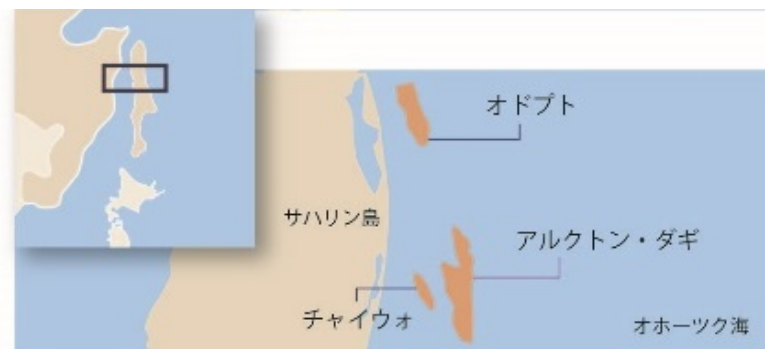 オドプト
サハリン島
アルクトン・ダギ
チャイウォ
オホーツク海